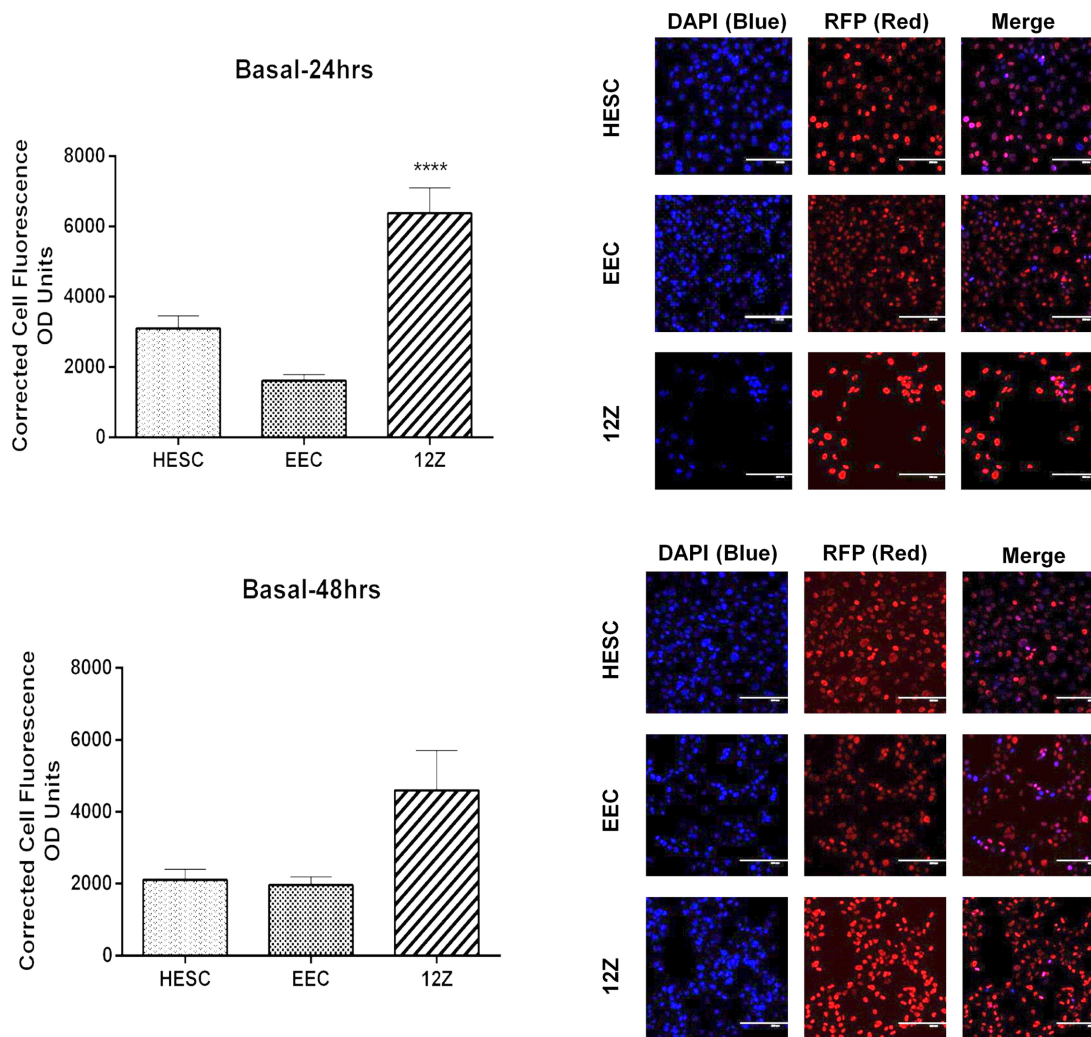 DAPI (Blue) RFP (Red) Merge
Basal-24hrs
HESC
Corrected Cell Fluorescence
OD Units
8000
6000
4000
2000
0
****
HESC EEC 12Z
EEC
12Z
DAPI (Blue) RFP (Red) Merge
Basal-48hrs
HESC
Corrected Cell Fluorescence
OD Units
8000
6000
4000
2000
0
HESC EEC 12Z
EEC
12Z